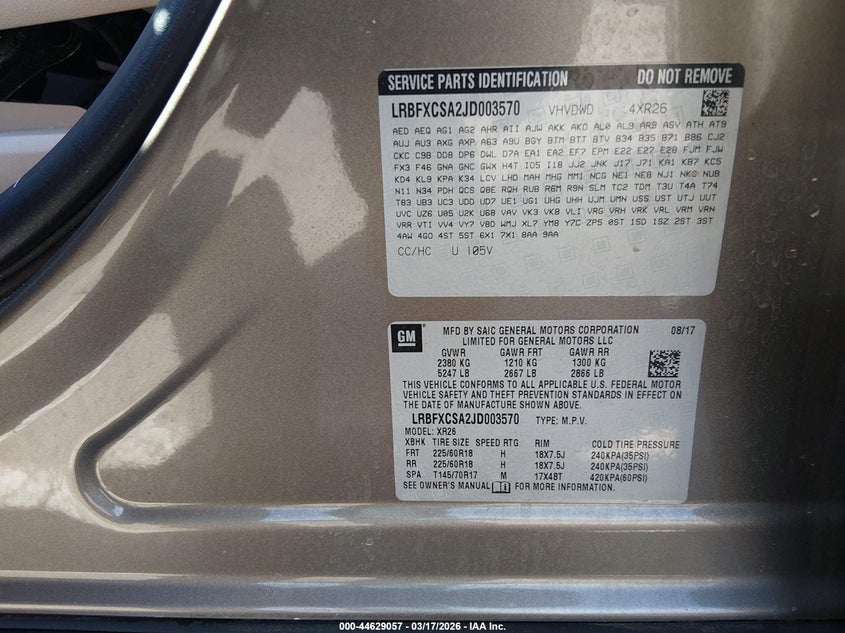 SERVICE PARTS IDENTIFICATION DO NOT REMOVE
LRBFXCSA2JD003570 VHVDWD 4XR26
AED AEQ AG1 AG2 AHR AII AJW AKK AKO AL0 AL9 AR9 ASV ATH AT9
AUJ AU3 AXG AXP A63 A9U BGY BTM-BTT BTV B34 B35 B71 B86 CJ2
CKC C9B DD8 DP6 DWL D7A EA1 EA2 EF7 EPM E22 E27 E28 FJM FJW
FX3 F46 GNA GNC GWX H4T IO5 I18 JJ2 JNK J17 J71 KA1 KB7 KC5
KD4 KL9 KPA K34 LCV LHD MAH MHG MM1 NCG NE1 NE8 NJ1 NKC NUB
N11 N34 PDH QCS Q8E RQH RUB R6M R9N SLM TC2 TDM T3U T4A T74
T83 UB3 UC3 UDD UD7 UE1 UG1 UHG UHH UJM UMN USS UST UTJ UUT
UVC UZ6 U05 U2K U68 VAV VK3 VK8 VLI VRG VRH VRK VRL VRM VRN
VRR VTI VV4 VY7 V8D WMJ XL7 YM8 Y7C ZP5 0ST 1SD 1SZ 2ST 3ST
4AW 4GO 4ST 5ST 6X1 7X1 8AA 9AA
CC/HC U 105V
GM MFD BY SAIC GENERAL MOTORS CORPORATION 08/17
LIMITED FOR GENERAL MOTORS LLC
GVWR GAWR FRT GAWR RR
2380 KG 1210 KG 1300 KG
5247 LB 2667 LB 2866 LB
THIS VEHICLE CONFORMS TO ALL APPLICABLE U.S. FEDERAL MOTOR
VEHICLE SAFETY AND THEFT PREVENTION STANDARDS IN EFFECT ON
THE DATE OF MANUFACTURE SHOWN ABOVE.
LRBFXCSA2JD003570 TYPE: M.P.V.
MODEL: XR26
XBHK TIRE SIZE SPEED RTG RIM COLD TIRE PRESSURE
FRT 225/60R18 H 18X7.5J 240KPA(35PSI)
RR 225/60R18 H 18X7.5J 240KPA(35PSI)
SPA T145/70R17 M 17X4BT 420KPA(60PSI)
SEE OWNER'S MANUAL FOR MORE INFORMATION.
000-44629057 - 03/17/2026 - IAA Inc.